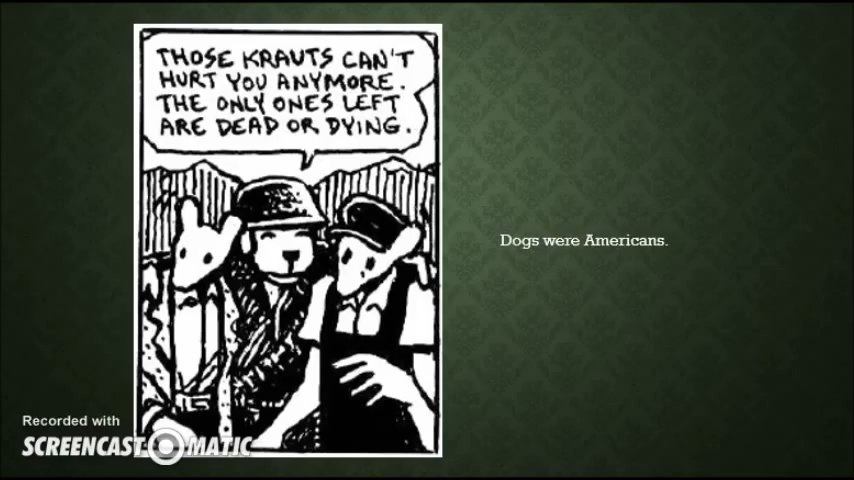 THOSE KRAUTS CAN'T
HURT YOU ANYMORE.
THE ONLY ONES LEFT
ARE DEAD OR DYING.
Dogs were Americans.
Recorded with
SCREENCAST-O-MATIC